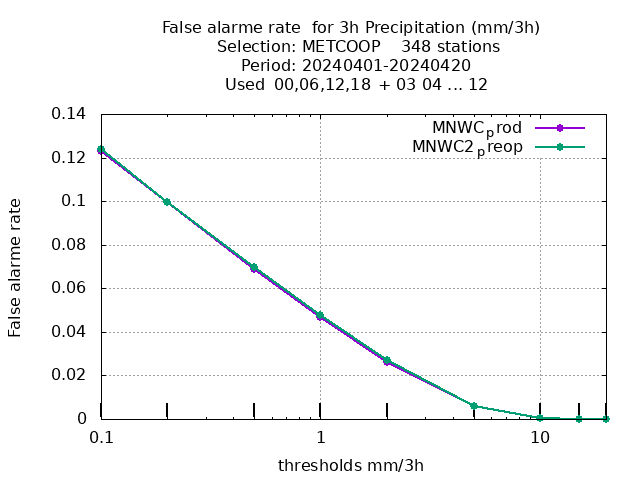 False alarme rate  for 3h Precipitation (mm/3h)
Selection: METCOOP    348 stations
Period: 20240401-20240420
Used  00,06,12,18 + 03 04 ... 12
0.14
0.12
0.1
0.08
0.06
0.04
0.02
0
False alarme rate
MNWCprod
MNWC2preop
0.1
1
10
thresholds mm/3h